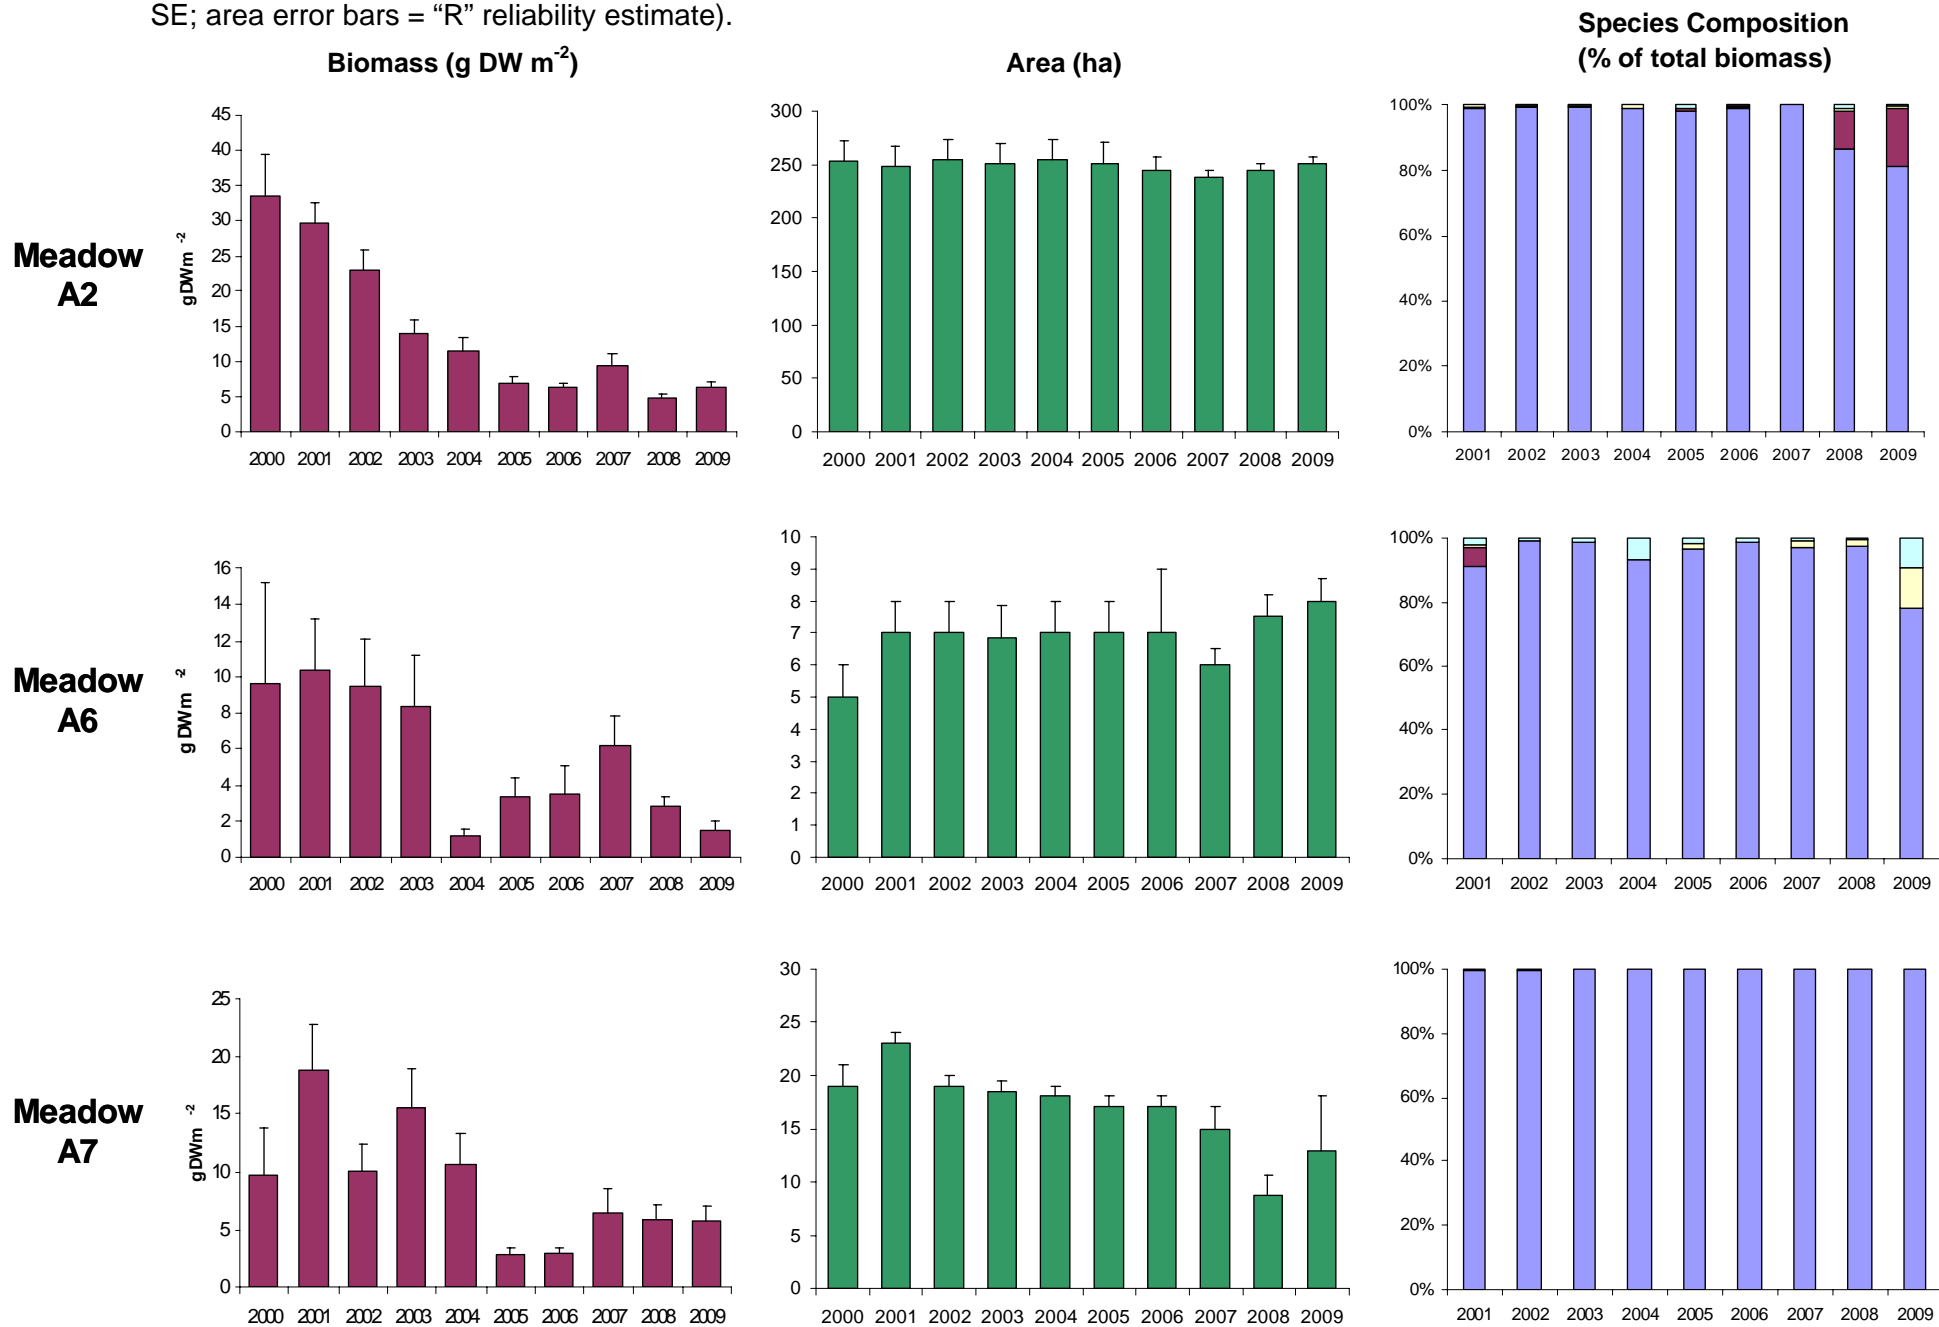 SE; area error bars = “R” reliability estimate).
Biomass (g DW m-2)
Area (ha)
Species Composition
(% of total biomass)
Meadow
A2
gDWm -2
45
40
35
30
25
20
15
10
5
0
2000 2001 2002 2003 2004 2005 2006 2007 2008 2009
300
250
200
150
100
50
0
2000 2001 2002 2003 2004 2005 2006 2007 2008 2009
100%
80%
60%
40%
20%
0%
2001 2002 2003 2004 2005 2006 2007 2008 2009
Meadow
A6
g DWm -2
16
14
12
10
8
6
4
2
0
2000 2001 2002 2003 2004 2005 2006 2007 2008 2009
10
9
8
7
6
5
4
3
2
1
0
2000 2001 2002 2003 2004 2005 2006 2007 2008 2009
100%
80%
60%
40%
20%
0%
2001 2002 2003 2004 2005 2006 2007 2008 2009
Meadow
A7
gDWm -2
25
20
15
10
5
0
2000 2001 2002 2003 2004 2005 2006 2007 2008 2009
30
25
20
15
10
5
0
2000 2001 2002 2003 2004 2005 2006 2007 2008 2009
100%
80%
60%
40%
20%
0%
2001 2002 2003 2004 2005 2006 2007 2008 2009